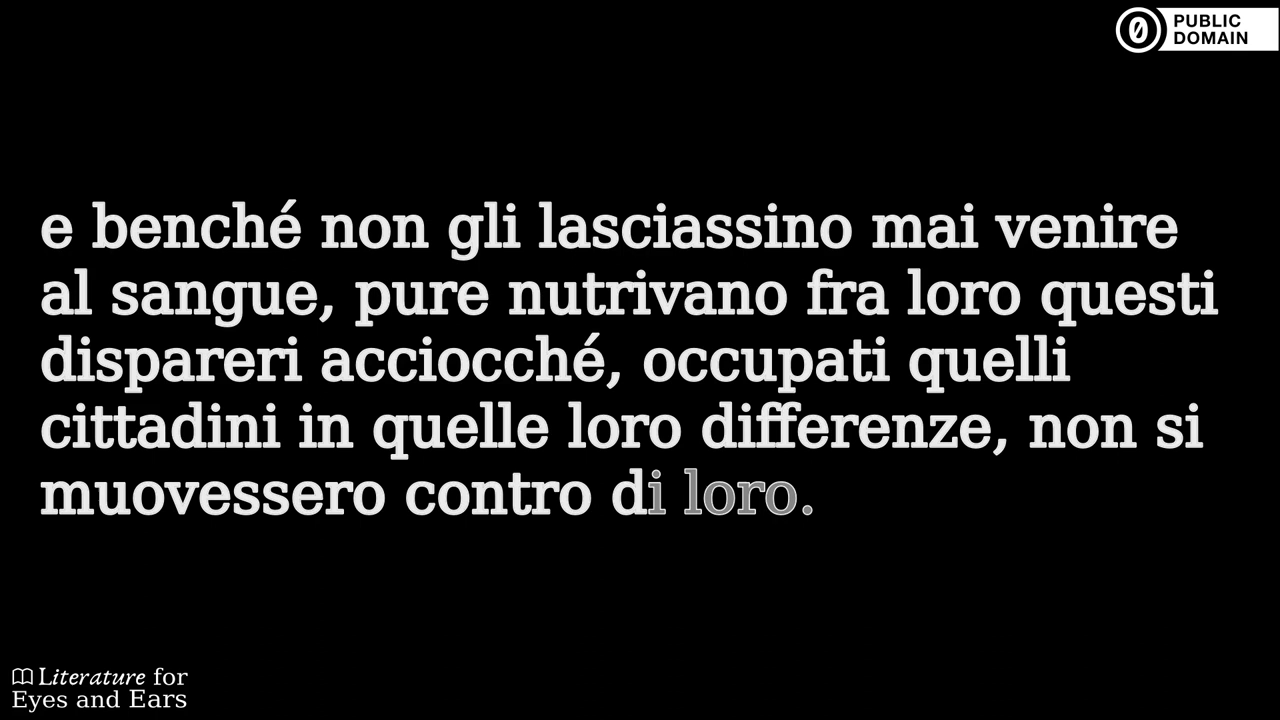 PUBLIC
DOMAIN
e benché non gli lasciassino mai venire
al sangue, pure nutrivano fra loro questi
dispareri acciocché, occupati quelli
cittadini in quelle loro differenze, non si
muovessero contro di loro.
Literature for
Eyes and Ears